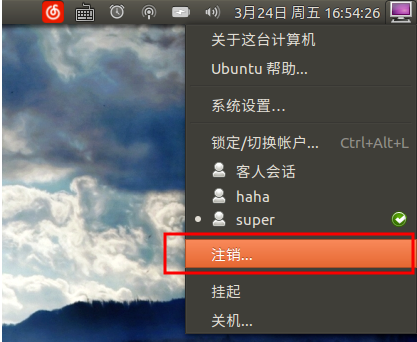 3月24日 周五 16:54:26
关于这台计算机
Ubuntu 帮助...
系统设置...
锁定/切换帐户... Ctrl+Alt+L
客人会话
haha
super
注销...
挂起
关机...